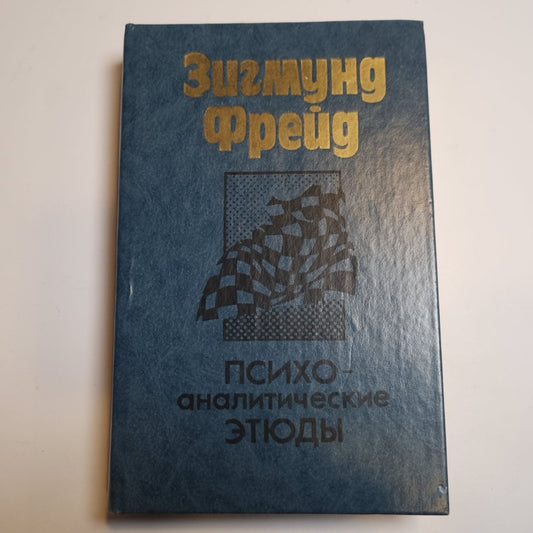 Зигмунд
Фрейд
ПСИХО-
аналитические
ЭТЮДЫ